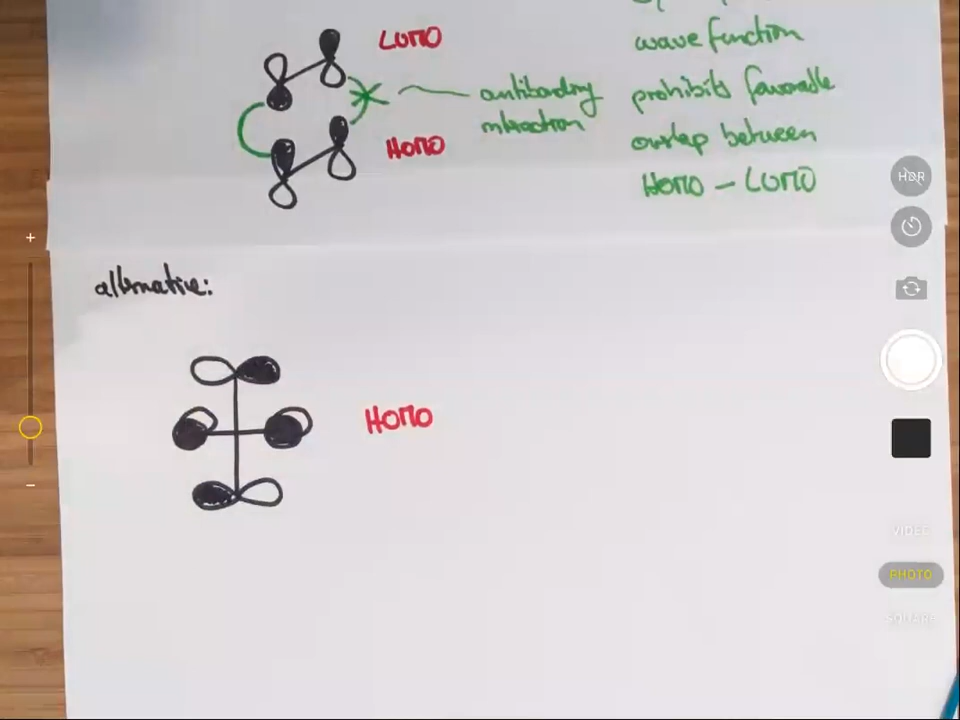 LUMO
wave function
antibonding
prohibits favorable
interaction
overlap between
HOMO
HOMO – LUMO
HDR
alternative:
HOMO
VIDEO
PHOTO
SQUARE